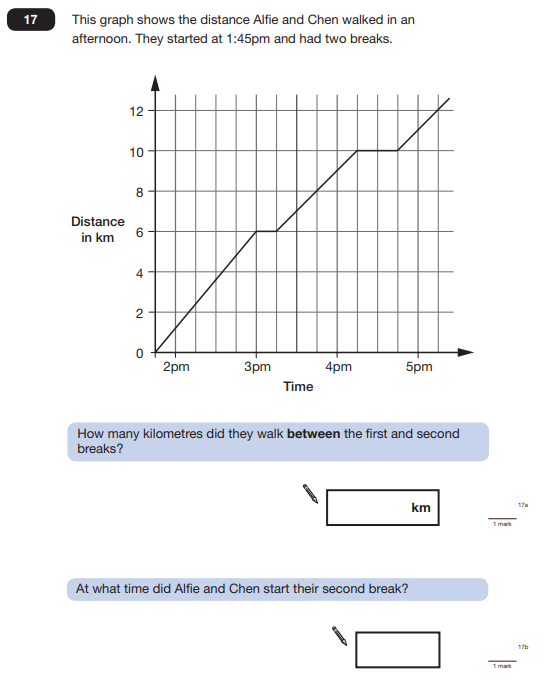 17
This graph shows the distance Alfie and Chen walked in an
afternoon. They started at 1:45pm and had two breaks.
12
10
8
Distance
in km
6
4
2
0
2pm 3pm 4pm 5pm
Time
How many kilometres did they walk between the first and second
breaks?
km
17a
1 mark
At what time did Alfie and Chen start their second break?
17b
1 mark